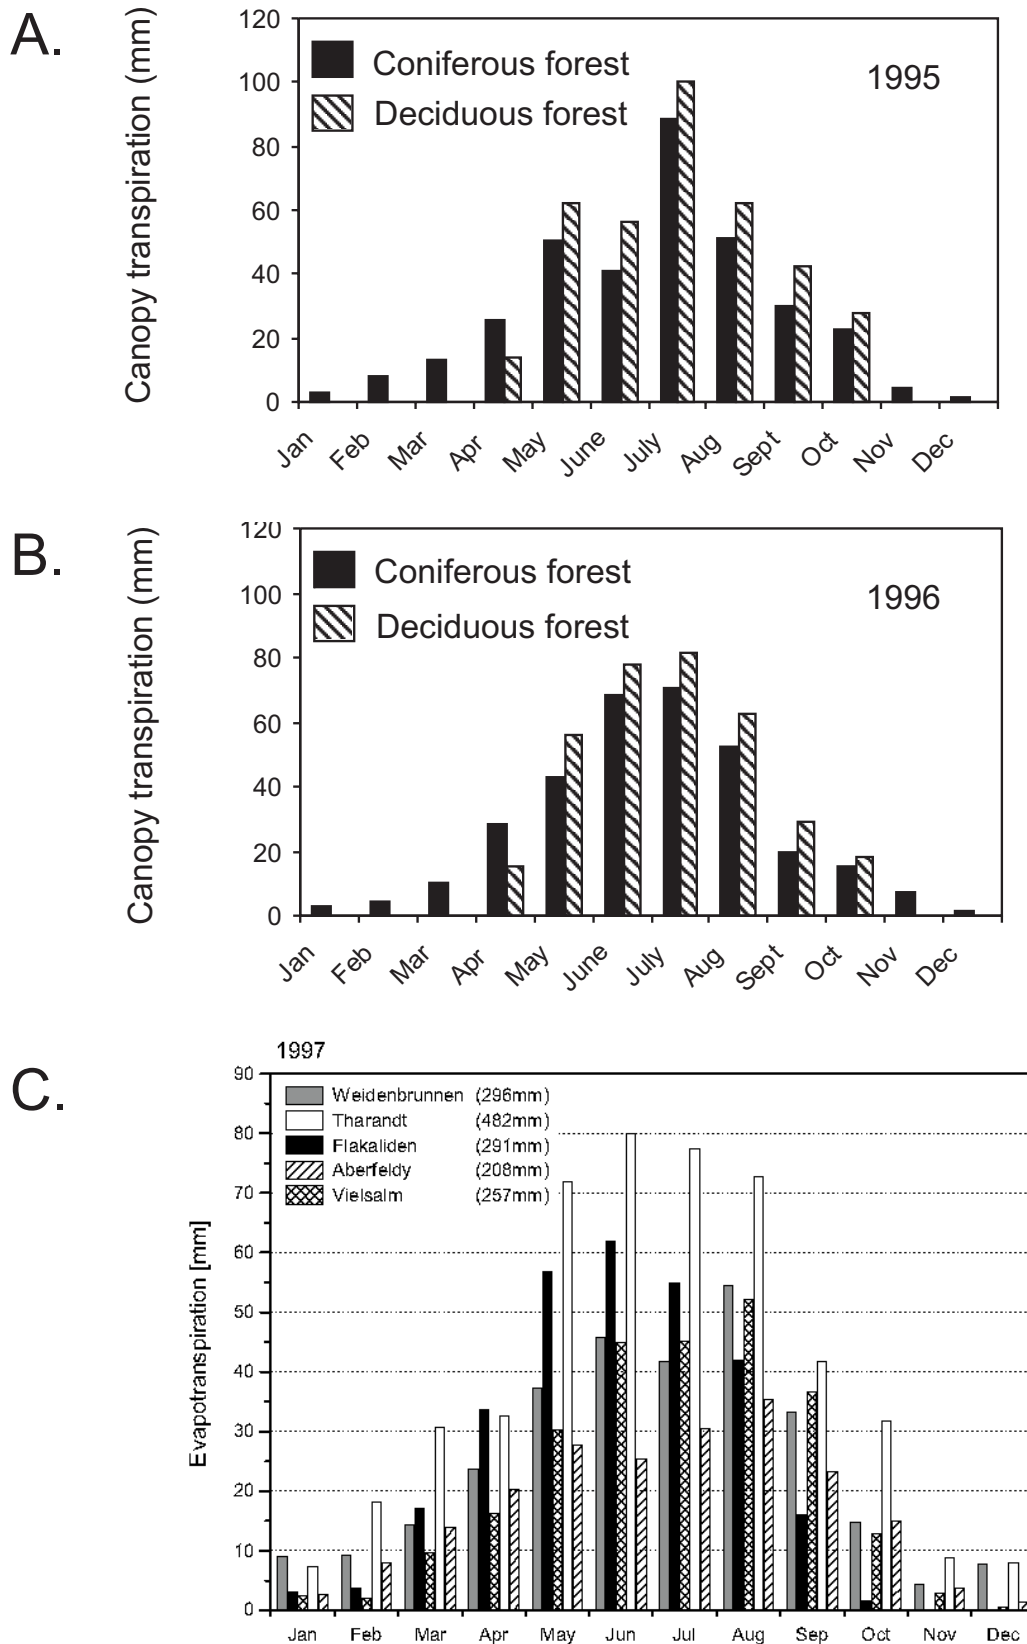 A.
Canopy transpiration (mm)
120
100
80
60
40
20
0
Coniferous forest
Deciduous forest
1995
Jan
Feb
Mar
Apr
May
June
July
Aug
Sept
Oct
Nov
Dec
B.
Canopy transpiration (mm)
120
100
80
60
40
20
0
Coniferous forest
Deciduous forest
1996
Jan
Feb
Mar
Apr
May
June
July
Aug
Sept
Oct
Nov
Dec
C.
1997
Evapotranspiration [mm]
90
80
70
60
50
40
30
20
10
0
Weidenbrunnen (296mm)
Tharandt (482mm)
Flakaliden (291mm)
Aberfeldy (208mm)
Vielsalm (257mm)
Jan
Feb
Mar
Apr
May
Jun
Jul
Aug
Sep
Oct
Nov
Dec